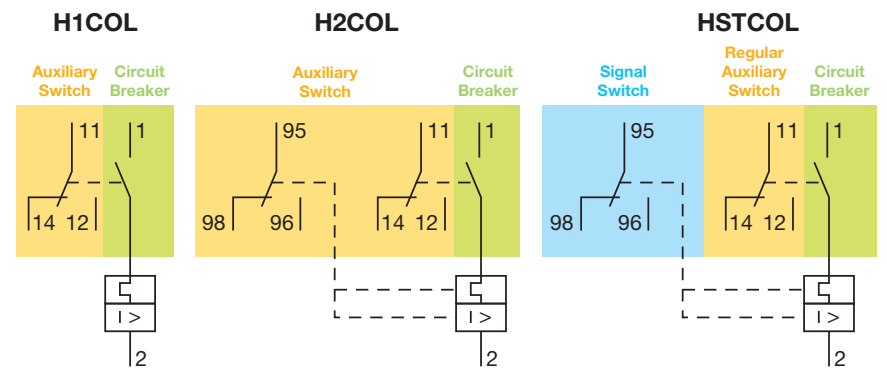 H1COL
H2COL
HSTCOL
Auxiliary
Switch
Circuit
Breaker
Auxiliary
Switch
Circuit
Breaker
Signal
Switch
Regular
Auxiliary
Switch
Circuit
Breaker
11
1
14
12
95
11
1
98
96
14
12
95
11
1
98
96
14
12
I >
I >
I >
2
2
2